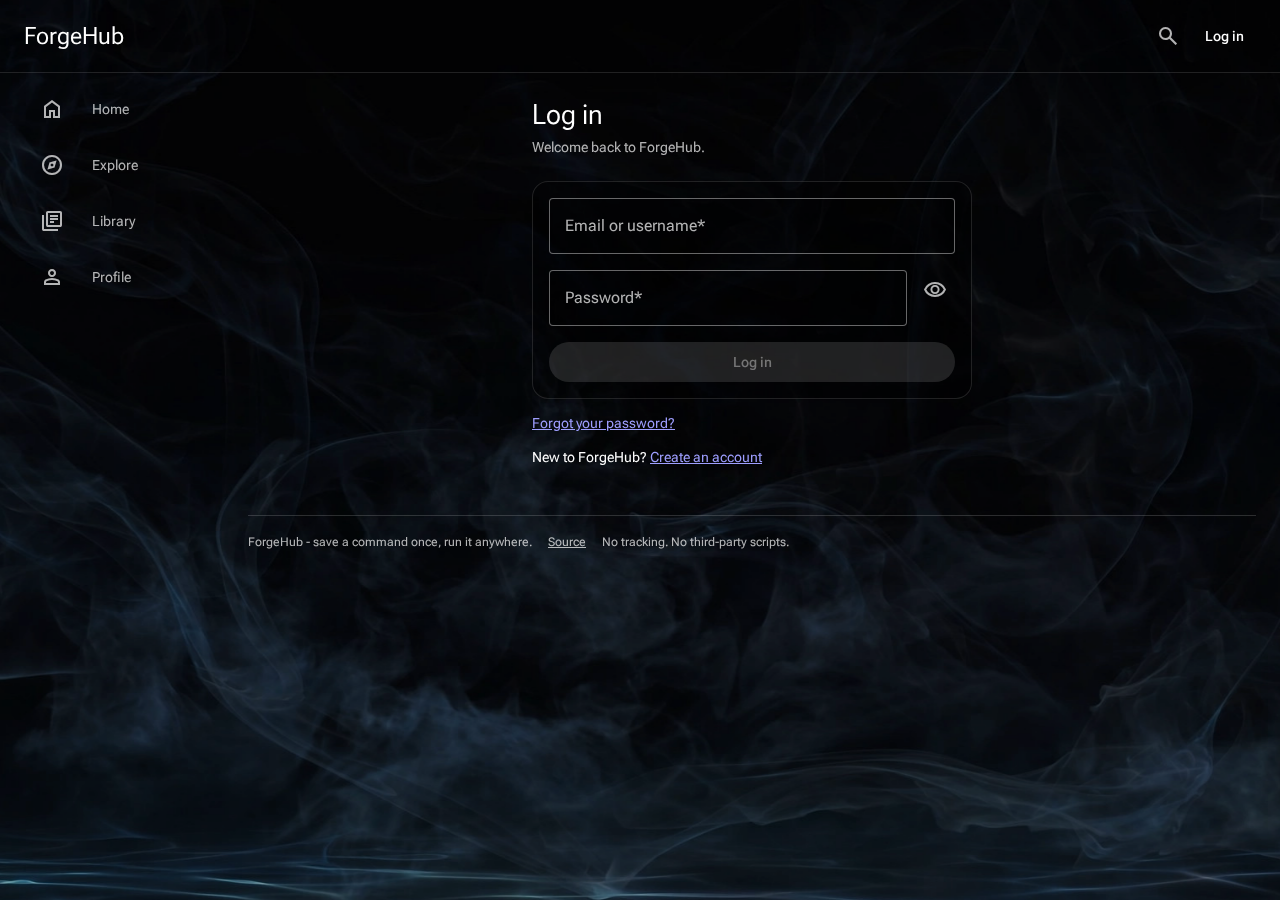 ForgeHub
Log in
Home
Explore
Library
Profile
Log in
Welcome back to ForgeHub.
Email or username*
Password*
Log in
Forgot your password?
New to ForgeHub? Create an account
ForgeHub - save a command once, run it anywhere. Source No tracking. No third-party scripts.